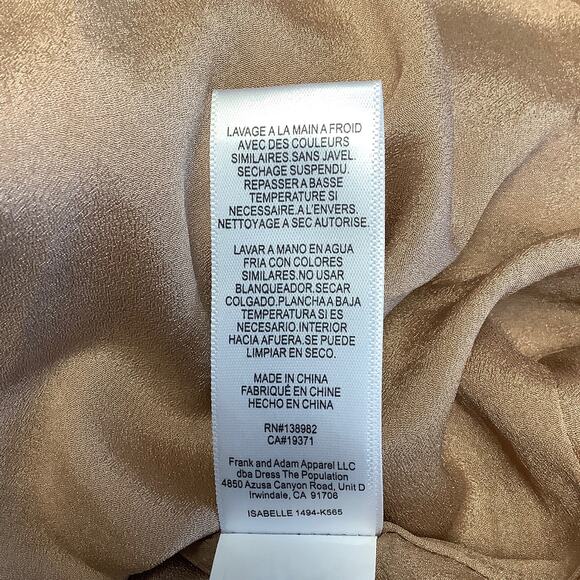 LAVAGE A LA MAIN A FROID
AVEC DES COULEURS
SIMILAIRES.SANS JAVEL.
SECHAGE SUSPENDU.
REPASSER A BASSE
TEMPERATURE SI
NECESSAIRE.A L'ENVERS.
NETTOYAGE A SEC AUTORISE.
LAVAR A MANO EN AGUA
FRIA CON COLORES
SIMILARES.NO USAR
BLANQUEADOR.SECAR
COLGADO.PLANCHA A BAJA
TEMPERATURA SI ES
NECESARIO.INTERIOR
HACIA AFUERA.SE PUEDE
LIMPIAR EN SECO.
MADE IN CHINA
FABRIQUÉ EN CHINE
HECHO EN CHINA
RN#138982
CA#19371
Frank and Adam Apparel LLC
dba Dress The Population
4850 Azusa Canyon Road, Unit D
Irwindale, CA 91706
ISABELLE 1494-K565